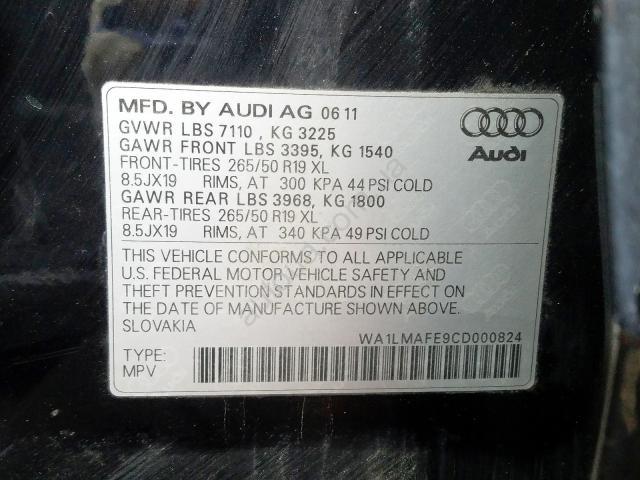 MFD. BY AUDI AG 06 11
GVWR LBS 7110 , KG 3225
GAWR FRONT LBS 3395, KG 1540
FRONT-TIRES 265/50 R19 XL
8.5JX19 RIMS, AT 300 KPA 44 PSI COLD
GAWR REAR LBS 3968, KG 1800
REAR-TIRES 265/50 R19 XL
8.5JX19 RIMS, AT 340 KPA 49 PSI COLD
Audi
THIS VEHICLE CONFORMS TO ALL APPLICABLE
U.S. FEDERAL MOTOR VEHICLE SAFETY AND
THEFT PREVENTION STANDARDS IN EFFECT ON
THE DATE OF MANUFACTURE SHOWN ABOVE.
SLOVAKIA
WA1LMAFE9CD000824
TYPE:
MPV